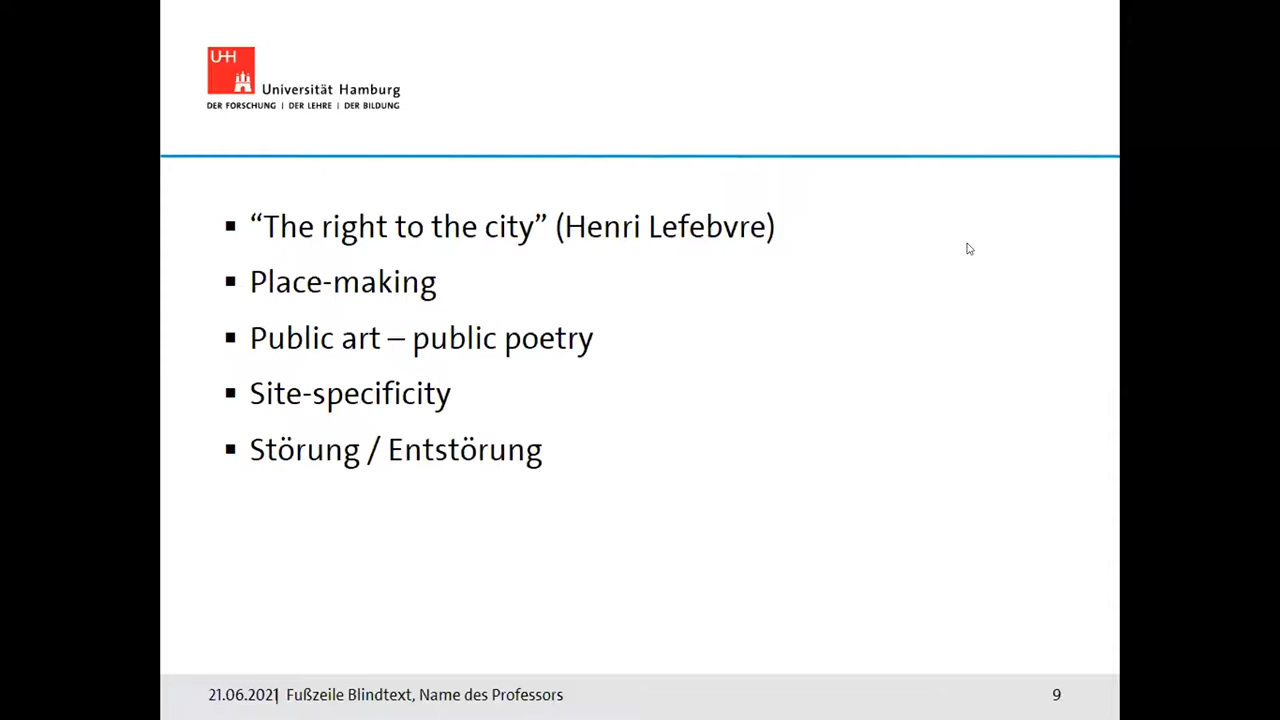 UHH
Universität Hamburg
DER FORSCHUNG | DER LEHRE | DER BILDUNG
▪ “The right to the city” (Henri Lefebvre)
▪ Place-making
▪ Public art – public poetry
▪ Site-specificity
▪ Störung / Entstörung
21.06.2021| Fußzeile Blindtext, Name des Professors 9